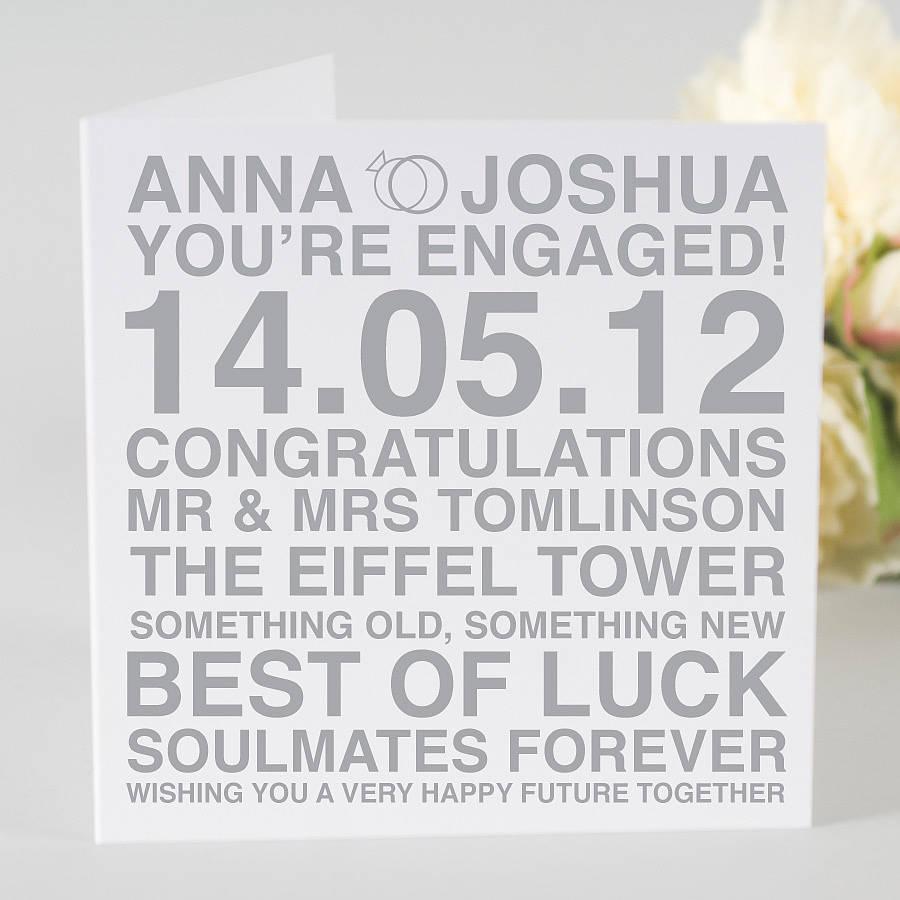 ANNA JOSHUA
YOU'RE ENGAGED!
14.05.12
CONGRATULATIONS
MR & MRS TOMLINSON
THE EIFFEL TOWER
SOMETHING OLD, SOMETHING NEW
BEST OF LUCK
SOULMATES FOREVER
WISHING YOU A VERY HAPPY FUTURE TOGETHER